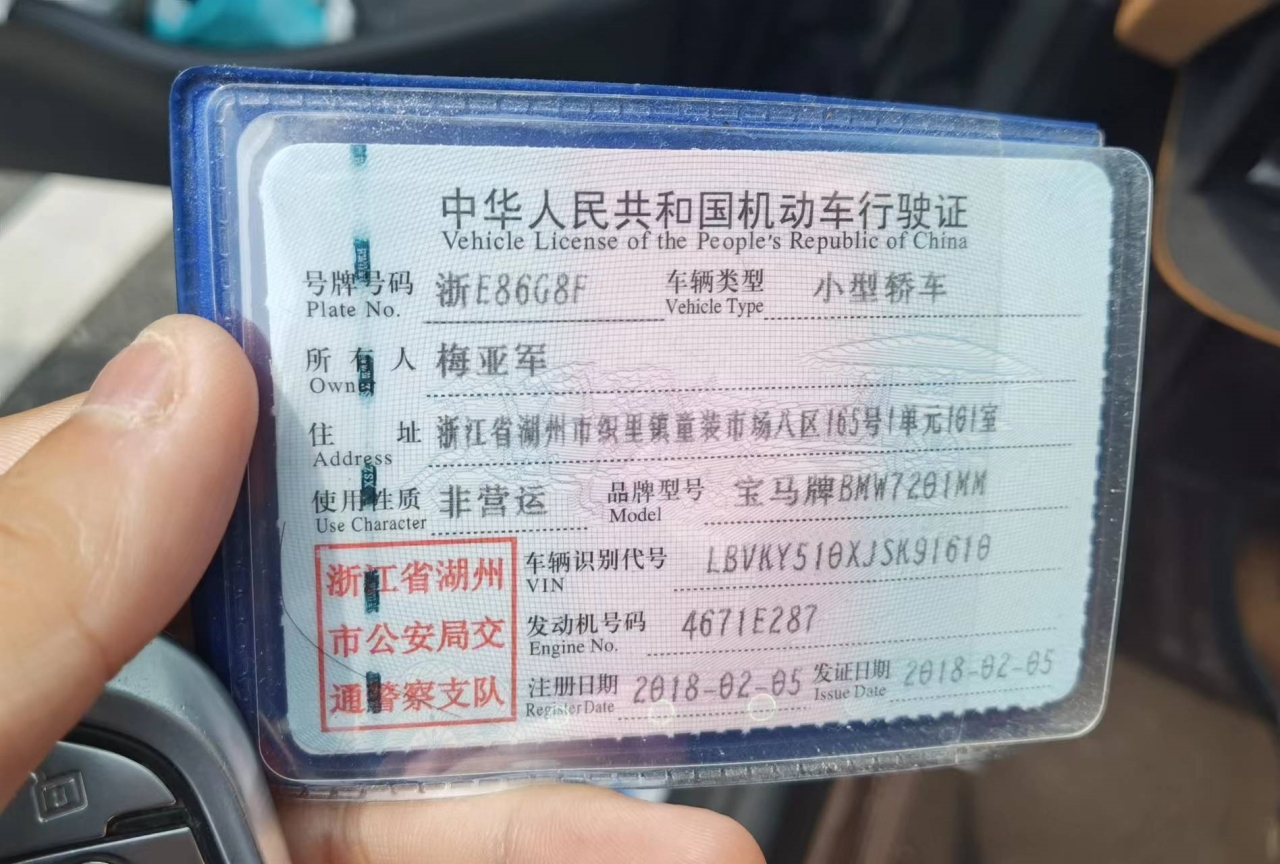 中华人民共和国机动车行驶证
Vehicle License of the People's Republic of China
号牌号码 浙E86G8F 车辆类型 小型轿车
Plate No. Vehicle Type
所有人 梅亚军
Owner
住址 浙江省湖州市织里镇童装市场八区165号1单元101室
Address
使用性质 非营运 品牌型号 宝马牌BMW7201MM
Use Character Model
浙江省湖州
市公安局交
通警察支队
车辆识别代号 LBVKY510XJSK91610
VIN
发动机号码 4671E287
Engine No.
注册日期 2018-02-05 发证日期 2018-02-05
Register Date Issue Date